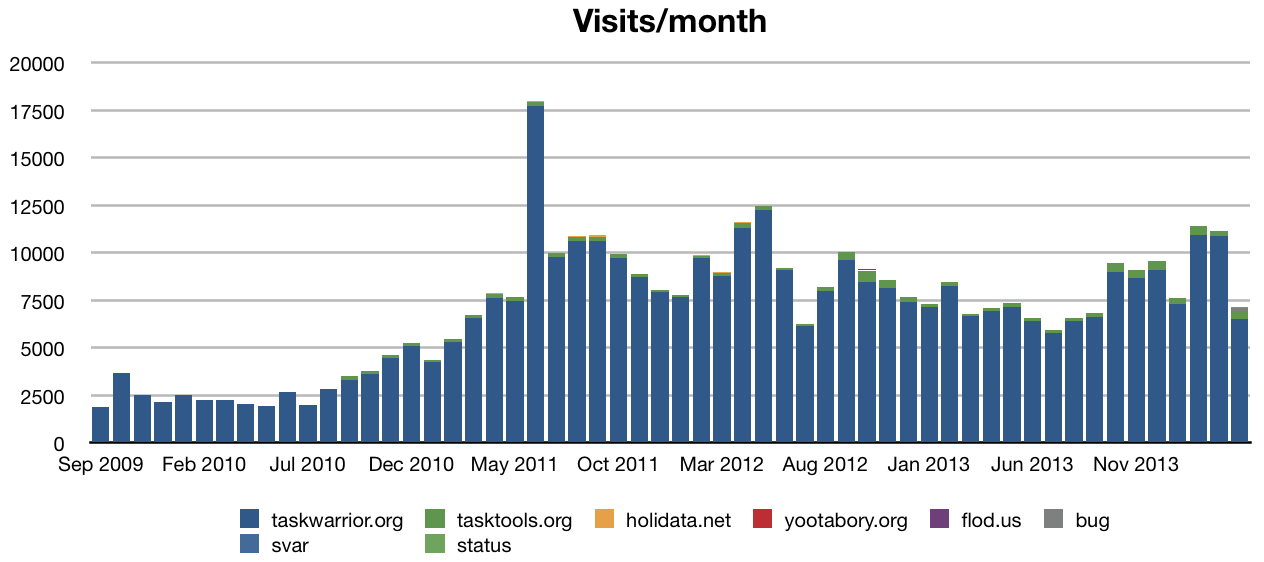 Visits/month
20000
17500
15000
12500
10000
7500
5000
2500
0
Sep 2009 Feb 2010 Jul 2010 Dec 2010 May 2011 Oct 2011 Mar 2012 Aug 2012 Jan 2013 Jun 2013 Nov 2013
taskwarrior.org tasktools.org holidata.net yootabory.org flod.us bug
svar status